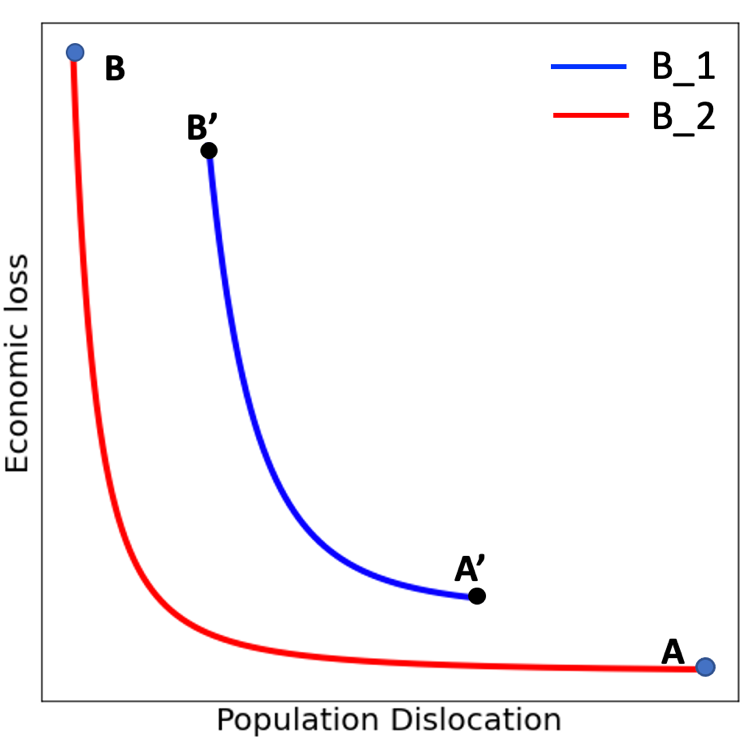 B
B_1
B_2
B’
Economic loss
A’
A
Population Dislocation